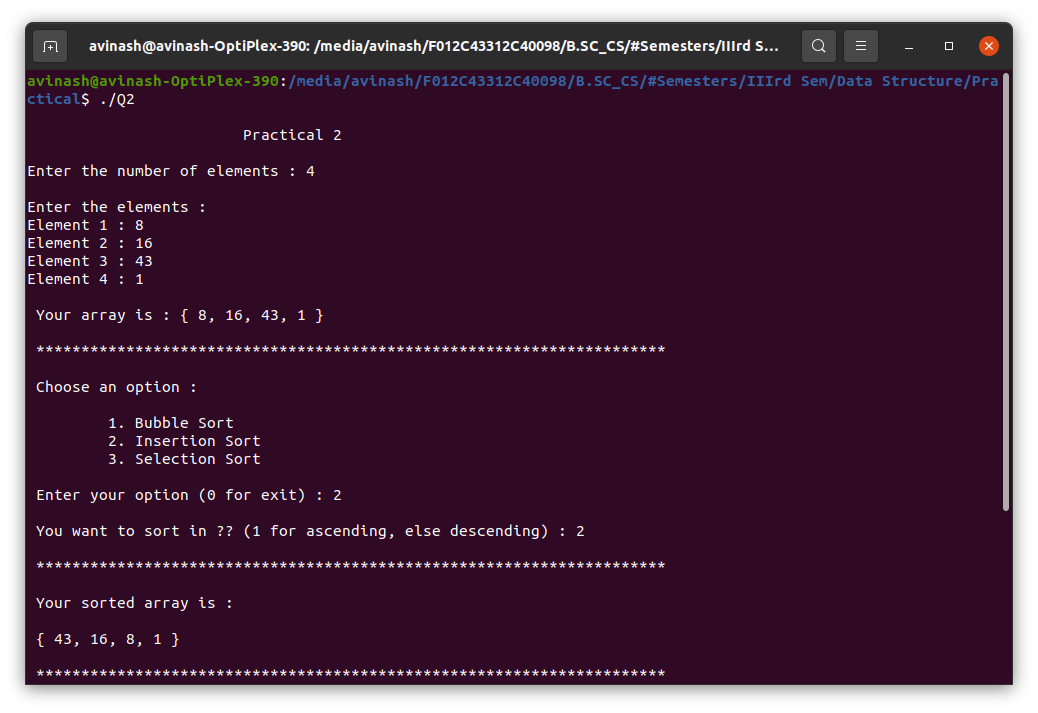 avinash@avinash-OptiPlex-390: /media/avinash/F012C43312C40098/B.SC_CS/#Semesters/IIIrd S...
avinash@avinash-OptiPlex-390:/media/avinash/F012C43312C40098/B.SC_CS/#Semesters/IIIrd Sem/Data Structure/Pra
ctical$ ./Q2
Practical 2
Enter the number of elements : 4
Enter the elements :
Element 1 : 8
Element 2 : 16
Element 3 : 43
Element 4 : 1
Your array is : { 8, 16, 43, 1 }
**********************************************************************
Choose an option :
1. Bubble Sort
2. Insertion Sort
3. Selection Sort
Enter your option (0 for exit) : 2
You want to sort in ?? (1 for ascending, else descending) : 2
**********************************************************************
Your sorted array is :
{ 43, 16, 8, 1 }
**********************************************************************